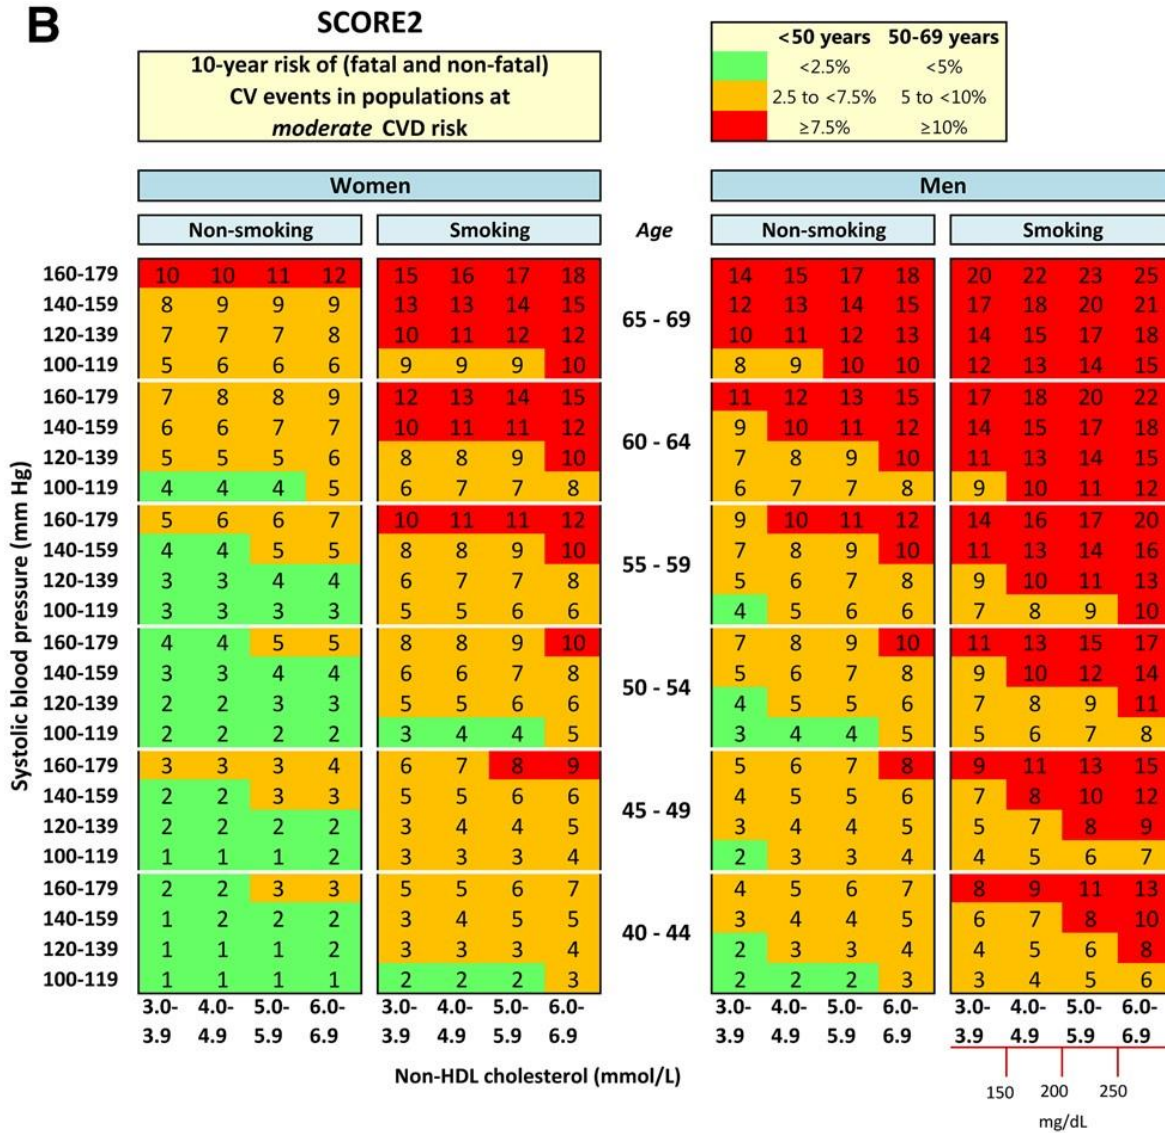 B
SCORE2
10-year risk of (fatal and non-fatal)
CV events in populations at
moderate CVD risk
<50 years 50-69 years
<2.5% <5%
2.5 to <7.5% 5 to <10%
≥7.5% ≥10%
Women Men
Non-smoking Smoking Age Non-smoking Smoking
Systolic blood pressure (mm Hg)
160-179 10 10 11 12 15 16 17 18 14 15 17 18 20 22 23 25
140-159 8 9 9 9 13 13 14 15 12 13 14 15 17 18 20 21
65 - 69
120-139 7 7 7 8 10 11 12 12 10 11 12 13 14 15 17 18
100-119 5 6 6 6 9 9 9 10 8 9 10 10 12 13 14 15
160-179 7 8 8 9 12 13 14 15 11 12 13 15 17 18 20 22
140-159 6 6 7 7 10 11 11 12 9 10 11 12 14 15 17 18
60 - 64
120-139 5 5 5 6 8 8 9 10 7 8 9 10 11 13 14 15
100-119 4 4 4 5 6 7 7 8 6 7 7 8 9 10 11 12
160-179 5 6 6 7 10 11 11 12 9 10 11 12 14 16 17 20
140-159 4 4 5 5 8 8 9 10 7 8 9 10 11 13 14 16
55 - 59
120-139 3 3 4 4 6 7 7 8 5 6 7 8 9 10 11 13
100-119 3 3 3 3 5 5 6 6 4 5 6 6 7 8 9 10
160-179 4 4 5 5 8 8 9 10 7 8 9 10 11 13 15 17
140-159 3 3 4 4 6 6 7 8 5 6 7 8 9 10 12 14
50 - 54
120-139 2 2 3 3 5 5 6 6 4 5 5 6 7 8 9 11
100-119 2 2 2 2 3 4 4 5 3 4 4 5 5 6 7 8
160-179 3 3 3 4 6 7 8 9 5 6 7 8 9 11 13 15
140-159 2 2 3 3 5 5 6 6 4 5 5 6 7 8 10 12
45 - 49
120-139 2 2 2 2 3 4 4 5 3 4 4 5 5 7 8 9
100-119 1 1 1 2 3 3 3 4 2 3 3 4 4 5 6 7
160-179 2 2 3 3 5 5 6 7 4 5 6 7 8 9 11 13
140-159 1 2 2 2 3 4 5 5 3 4 4 5 6 7 8 10
40 - 44
120-139 1 1 1 2 3 3 3 4 2 3 3 4 4 5 6 8
100-119 1 1 1 1 2 2 2 3 2 2 2 3 3 4 5 6
3.0- 4.0- 5.0- 6.0- 3.0- 4.0- 5.0- 6.0- 3.0- 4.0- 5.0- 6.0- 3.0- 4.0- 5.0- 6.0-
3.9 4.9 5.9 6.9 3.9 4.9 5.9 6.9 3.9 4.9 5.9 6.9 3.9 4.9 5.9 6.9
Non-HDL cholesterol (mmol/L)
150 200 250
mg/dL